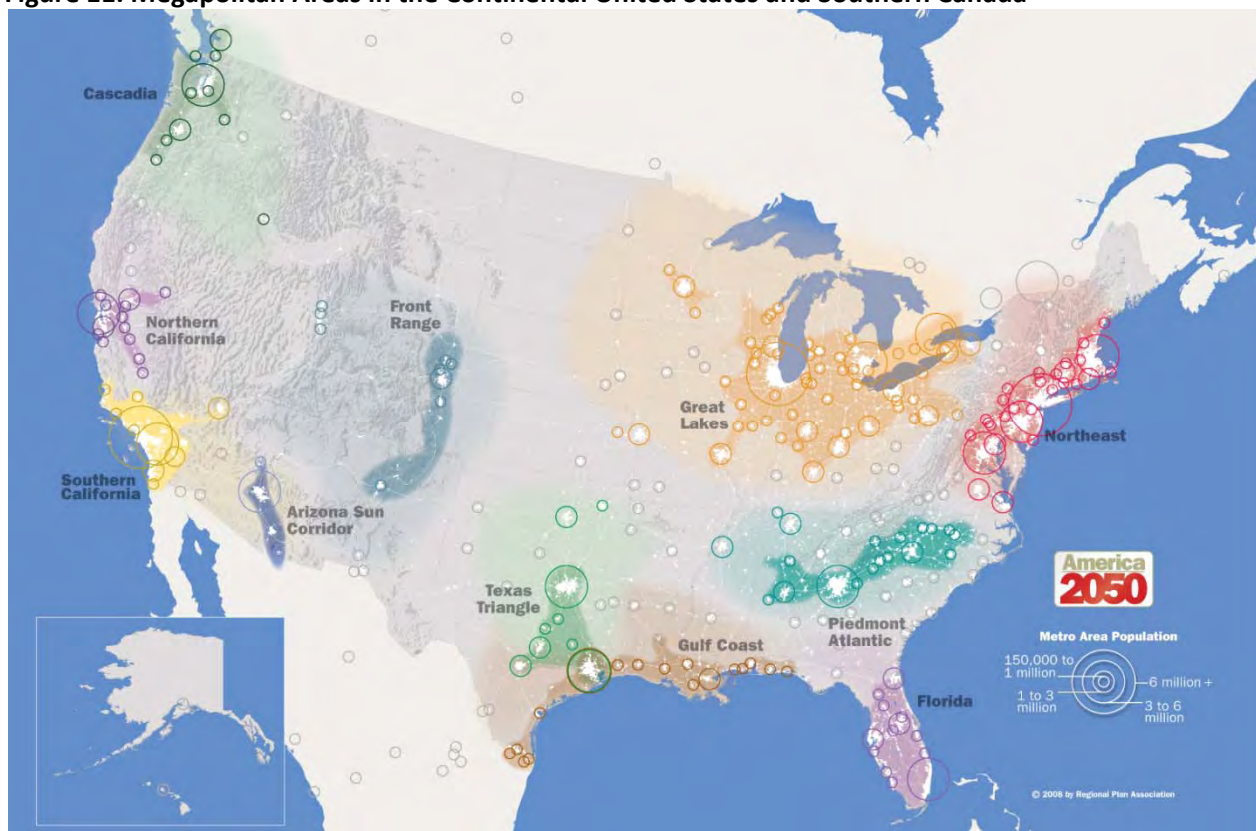 Figure 11. Megapolitan Areas in the Continental United States and Southern Canada
Cascadia
Northern
California
Front
Range
Great
Lakes
Northeast
Southern
California
Arizona Sun
Corridor
Texas
Triangle
Gulf Coast
Piedmont
Atlantic
Florida
America
2050
Metro Area Population
150,000 to
1 million
1 to 3
million
6 million +
3 to 6
million
© 2008 by Regional Plan Association